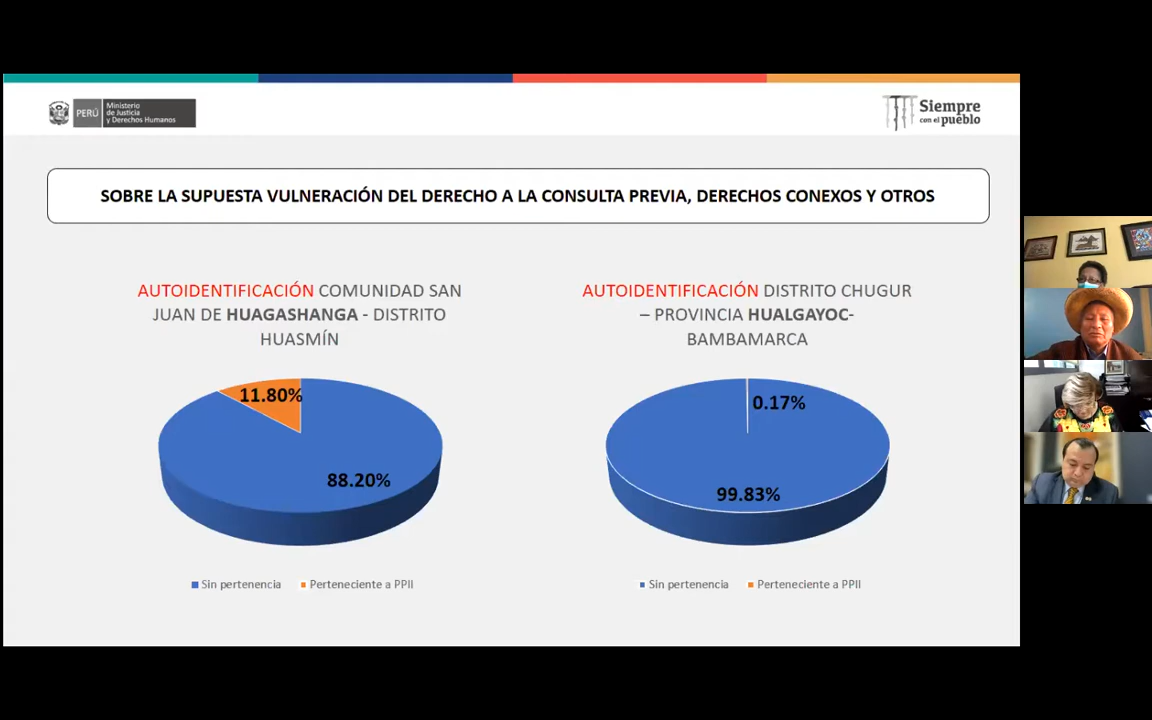 PERÚ
Ministerio
de Justicia
y Derechos Humanos
Siempre
con el pueblo
SOBRE LA SUPUESTA VULNERACIÓN DEL DERECHO A LA CONSULTA PREVIA, DERECHOS CONEXOS Y OTROS
AUTOIDENTIFICACIÓN COMUNIDAD SAN
JUAN DE HUAGASHANGA - DISTRITO
HUASMÍN
11.80%
88.20%
Sin pertenencia
Perteneciente a PPII
AUTOIDENTIFICACIÓN DISTRITO CHUGUR
– PROVINCIA HUALGAYOC-
BAMBAMARCA
0.17%
99.83%
Sin pertenencia
Perteneciente a PPII